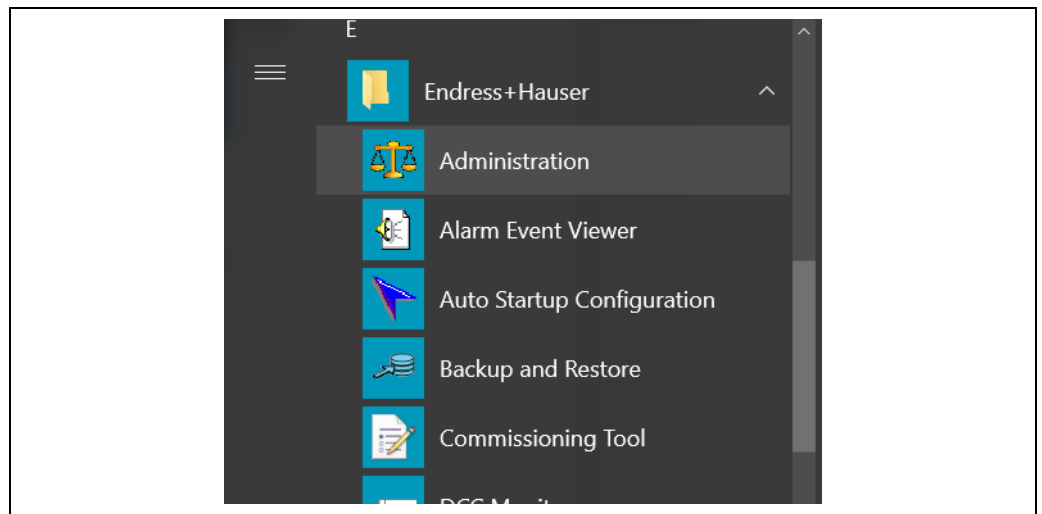 E
Endress+Hauser
Administration
Alarm Event Viewer
Auto Startup Configuration
Backup and Restore
Commissioning Tool